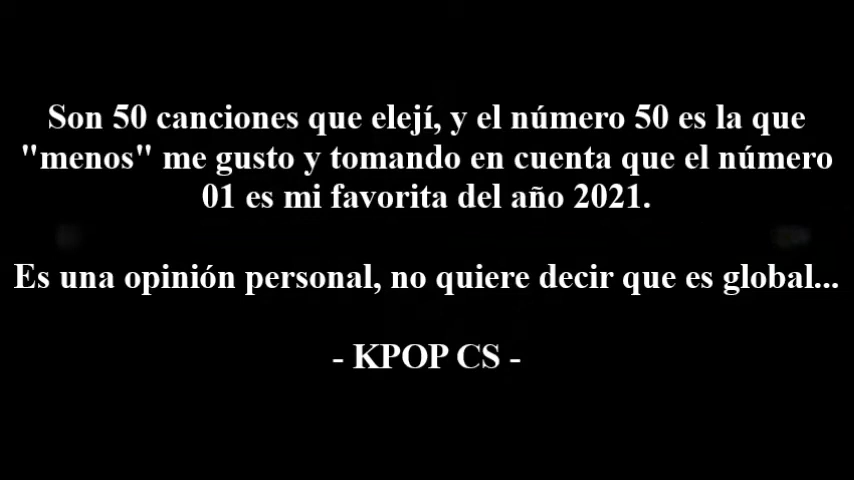 Son 50 canciones que elejí, y el número 50 es la que
"menos" me gusto y tomando en cuenta que el número
01 es mi favorita del año 2021.
Es una opinión personal, no quiere decir que es global...
- KPOP CS -